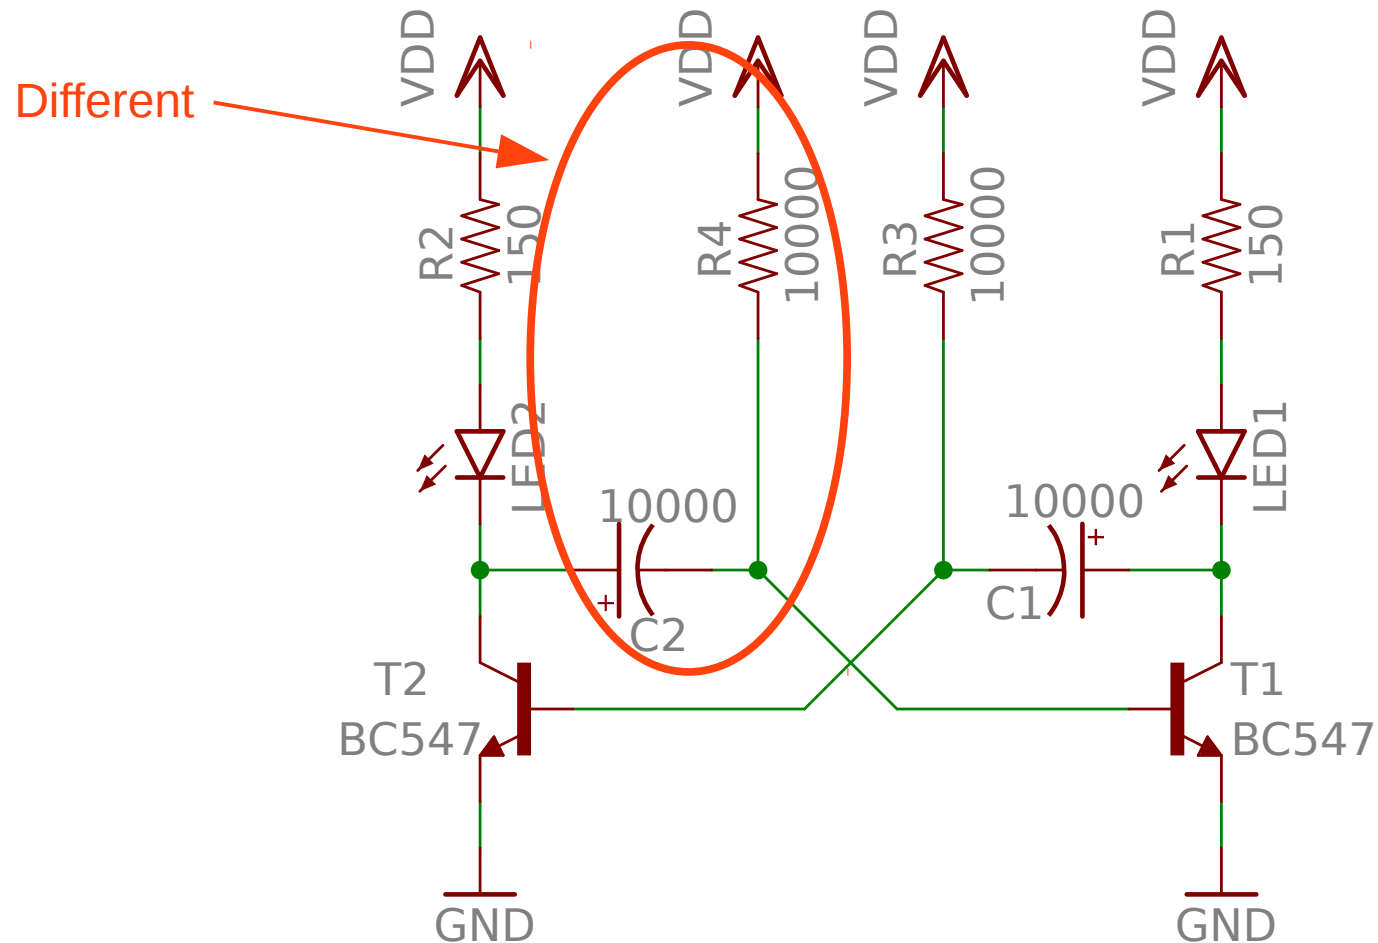 VDD
VDD
VDD
VDD
Different
R2
150
R4
10000
R3
10000
R1
150
LED2
LED1
10000
10000
+
+
C2
C1
T2
BC547
T1
BC547
GND
GND